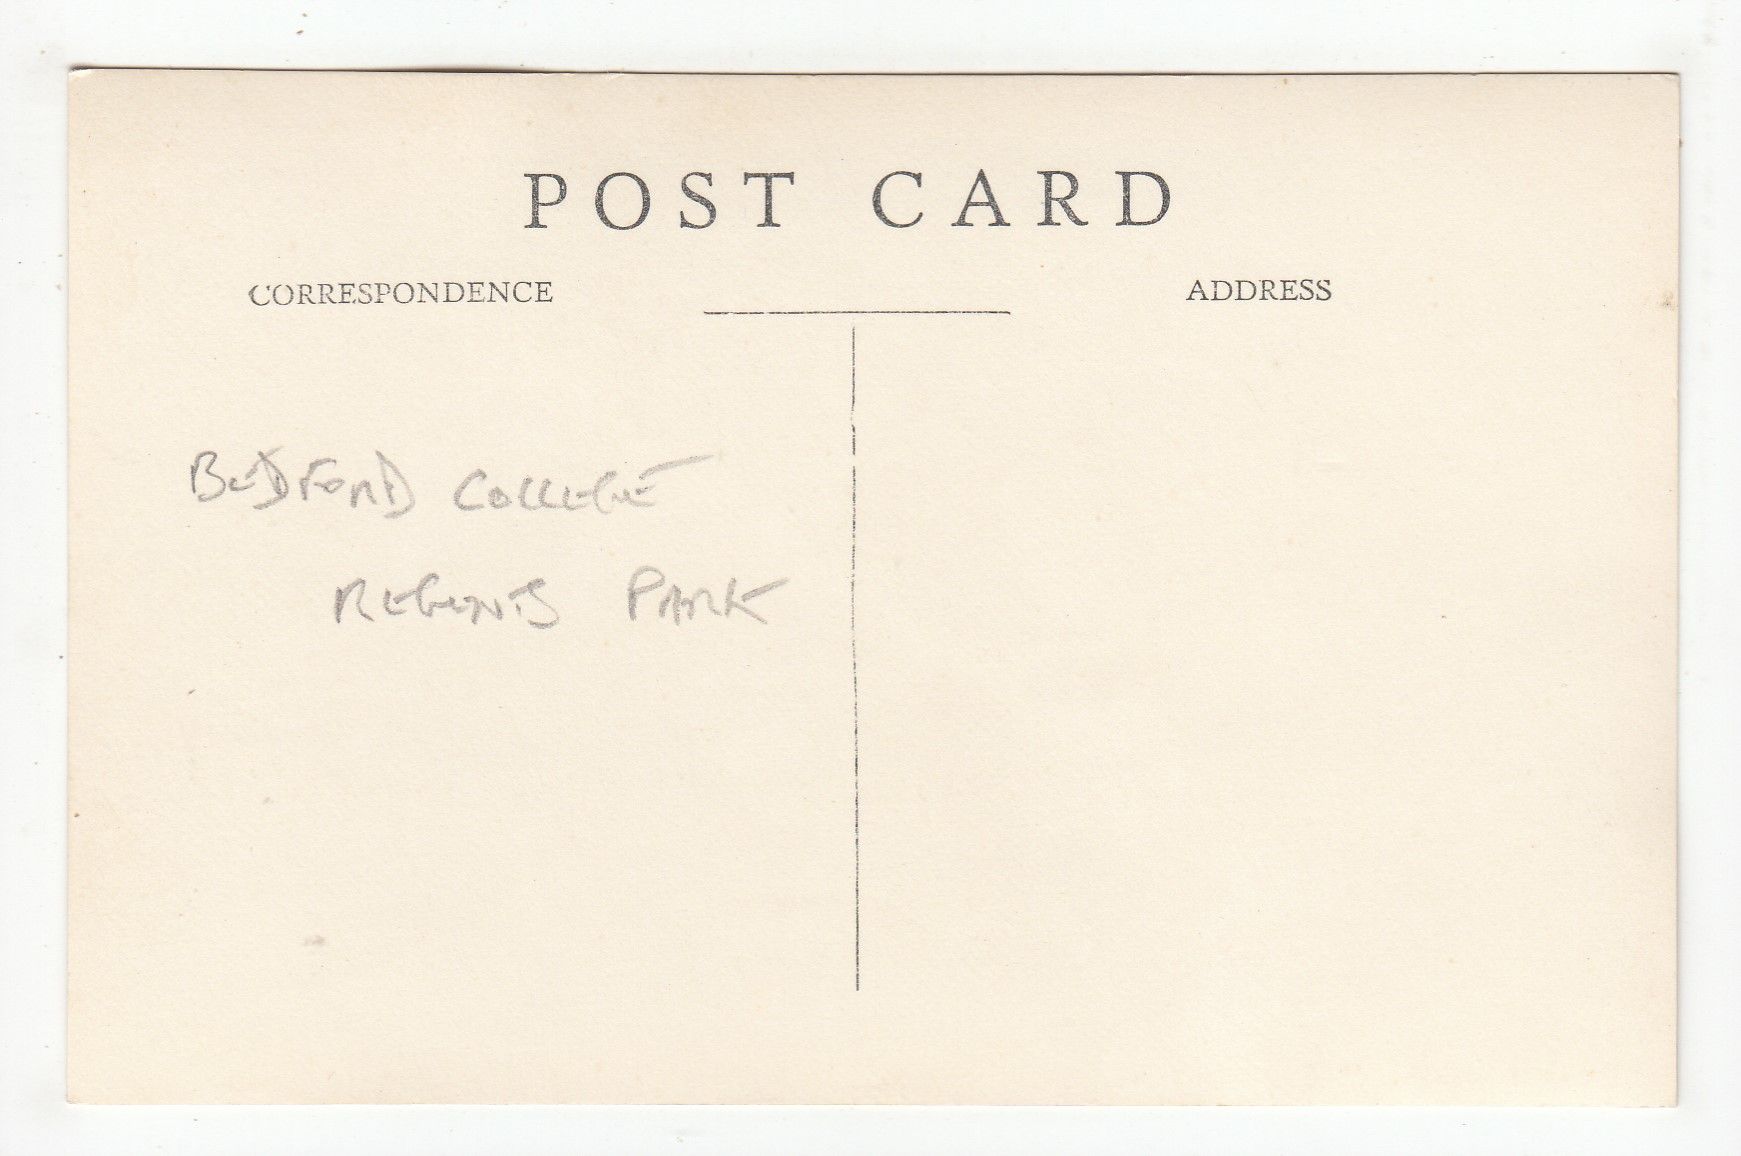 POST CARD
CORRESPONDENCE
ADDRESS
BEDFORD COLLEGE
REGENTS PARK